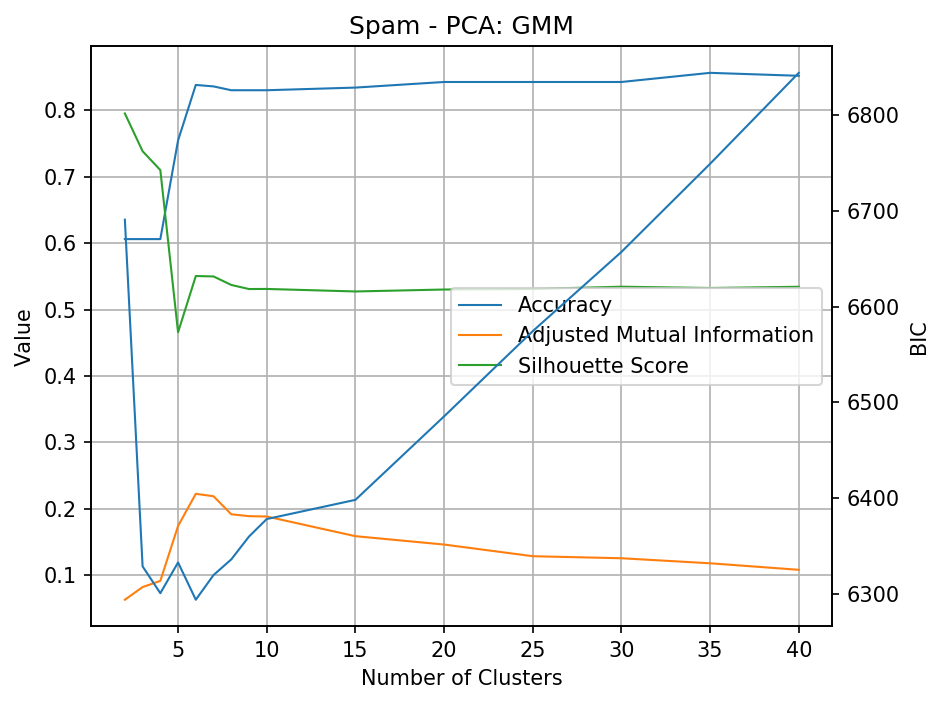 Spam - PCA: GMM
Value
0.8
0.7
0.6
0.5
0.4
0.3
0.2
0.1
6800
6700
6600
6500
6400
6300
BIC
Accuracy
Adjusted Mutual Information
Silhouette Score
5 10 15 20 25 30 35 40
Number of Clusters